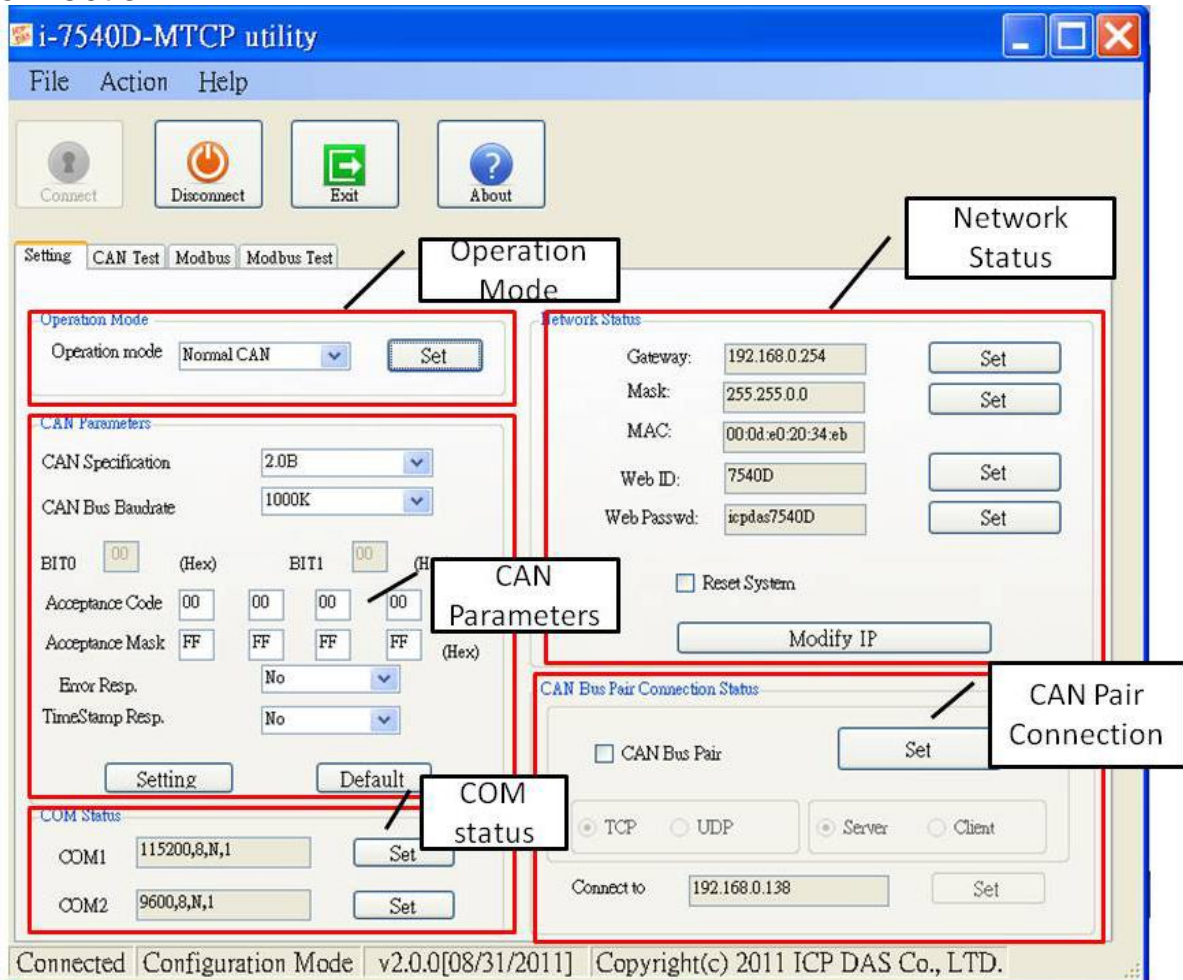 i-7540D-MTCP utility
File Action Help
Connect Disconnect Exit About
Setting CAN Test Modbus Modbus Test
Operation Mode
Network Status
Operation Mode
Operation mode Normal CAN Set
CAN Parameters
CAN Specification 2.0B
CAN Bus Baudrate 1000K
BIT0 00 (Hex) BIT1 00
Acceptance Code 00 00 00 00
Acceptance Mask FF FF FF FF (Hex)
Error Resp. No
TimeStamp Resp. No
Setting Default
CAN Parameters
COM Status
COM1 115200,8,N,1 Set
COM2 9600,8,N,1 Set
COM status
Network Status
Gateway: 192.168.0.254 Set
Mask: 255.255.0.0 Set
MAC: 00:0d:e0:20:34:eb
Web ID: 7540D Set
Web Passwd: icpdas7540D Set
Reset System
Modify IP
CAN Bus Pair Connection Status
CAN Pair Connection
CAN Bus Pair Set
TCP UDP Server Client
Connect to 192.168.0.138 Set
Connected Configuration Mode v2.0.0[08/31/2011] Copyright(c) 2011 ICP DAS Co., LTD.